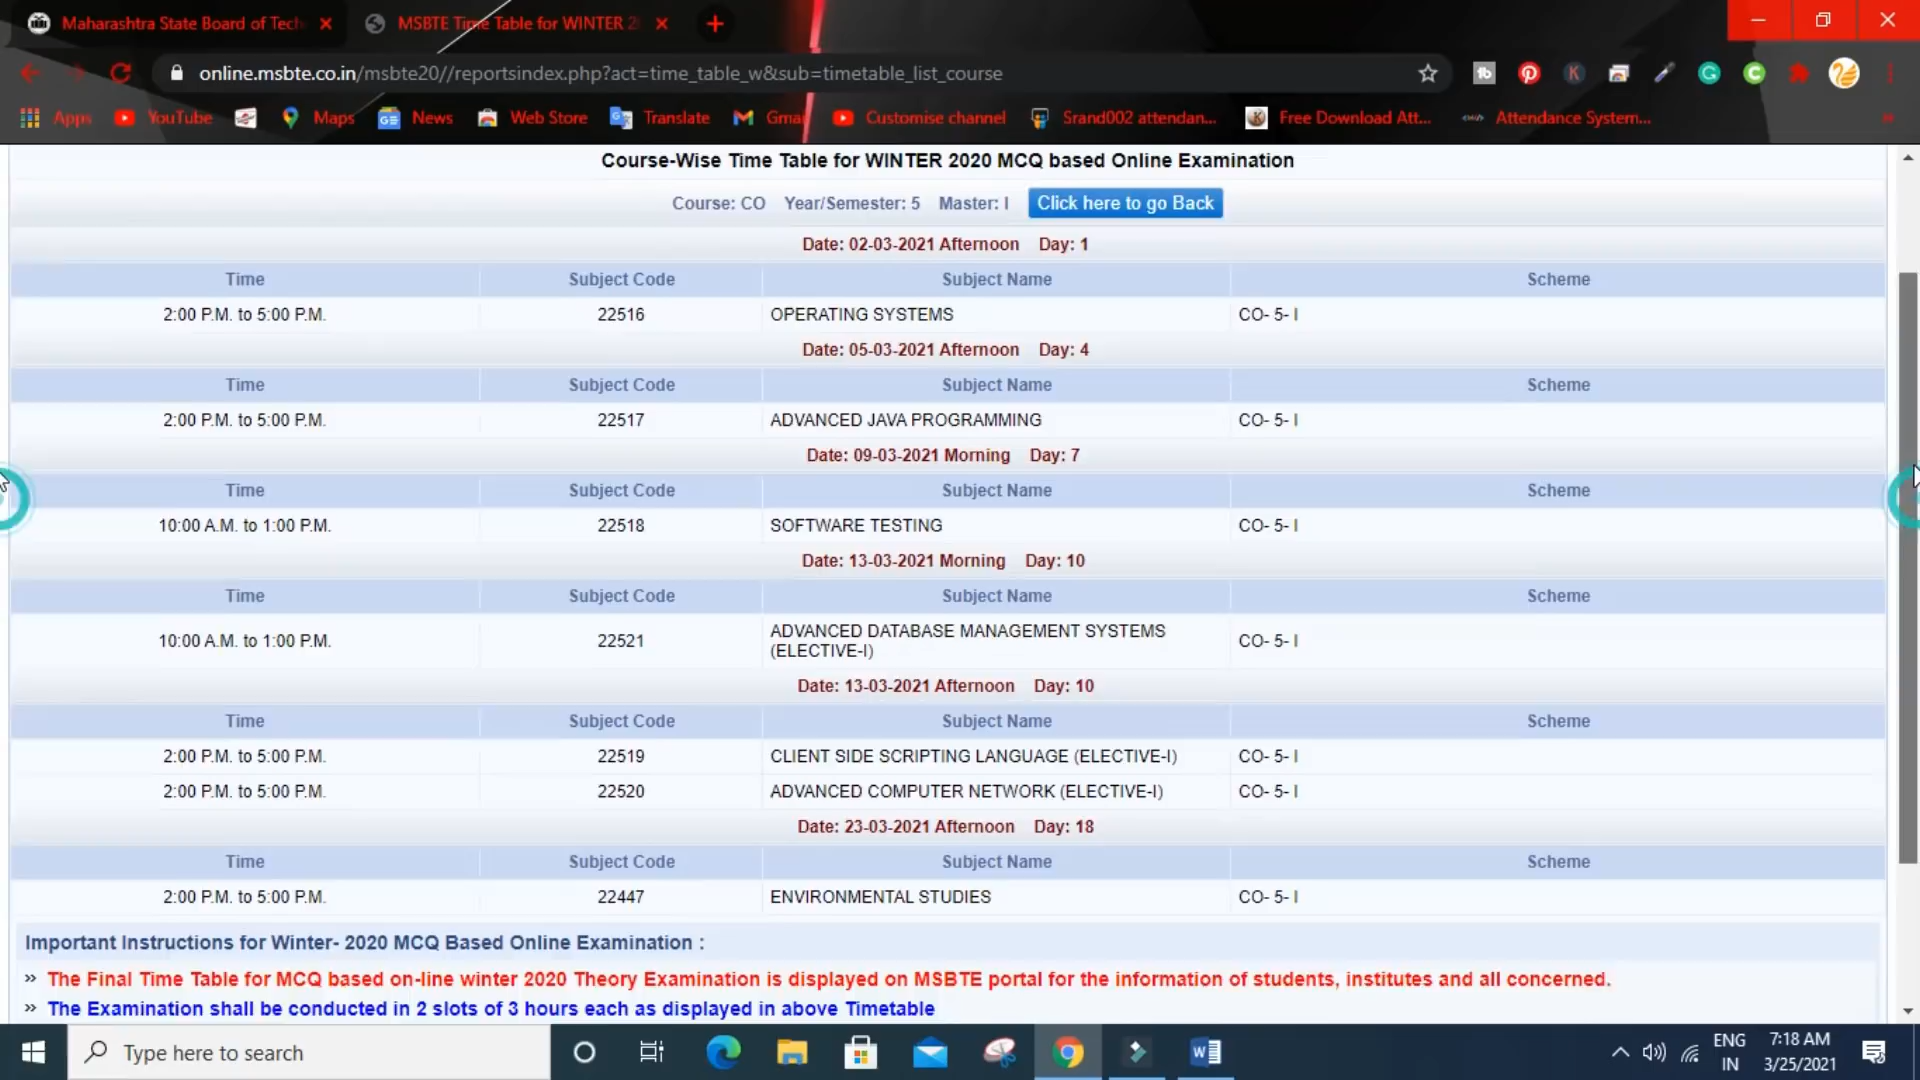 Maharashtra State Board of Tech
MSBTE Time Table for WINTER 2
online.msbte.co.in/msbte20//reportsindex.php?act=time_table_w&sub=timetable_list_course
Apps YouTube Maps News Web Store Translate Gmai Customise channel Srand002 attendan... Free Download Att... Attendance System...
Course-Wise Time Table for WINTER 2020 MCQ based Online Examination
Course: CO Year/Semester: 5 Master: I Click here to go Back
Date: 02-03-2021 Afternoon Day: 1
Time Subject Code Subject Name Scheme
2:00 P.M. to 5:00 P.M. 22516 OPERATING SYSTEMS CO- 5- I
Date: 05-03-2021 Afternoon Day: 4
Time Subject Code Subject Name Scheme
2:00 P.M. to 5:00 P.M. 22517 ADVANCED JAVA PROGRAMMING CO- 5- I
Date: 09-03-2021 Morning Day: 7
Time Subject Code Subject Name Scheme
10:00 A.M. to 1:00 P.M. 22518 SOFTWARE TESTING CO- 5- I
Date: 13-03-2021 Morning Day: 10
Time Subject Code Subject Name Scheme
10:00 A.M. to 1:00 P.M. 22521 ADVANCED DATABASE MANAGEMENT SYSTEMS CO- 5- I
(ELECTIVE-I)
Date: 13-03-2021 Afternoon Day: 10
Time Subject Code Subject Name Scheme
2:00 P.M. to 5:00 P.M. 22519 CLIENT SIDE SCRIPTING LANGUAGE (ELECTIVE-I) CO- 5- I
2:00 P.M. to 5:00 P.M. 22520 ADVANCED COMPUTER NETWORK (ELECTIVE-I) CO- 5- I
Date: 23-03-2021 Afternoon Day: 18
Time Subject Code Subject Name Scheme
2:00 P.M. to 5:00 P.M. 22447 ENVIRONMENTAL STUDIES CO- 5- I
Important Instructions for Winter- 2020 MCQ Based Online Examination :
» The Final Time Table for MCQ based on-line winter 2020 Theory Examination is displayed on MSBTE portal for the information of students, institutes and all concerned.
» The Examination shall be conducted in 2 slots of 3 hours each as displayed in above Timetable
Type here to search
ENG 7:18 AM
IN 3/25/2021